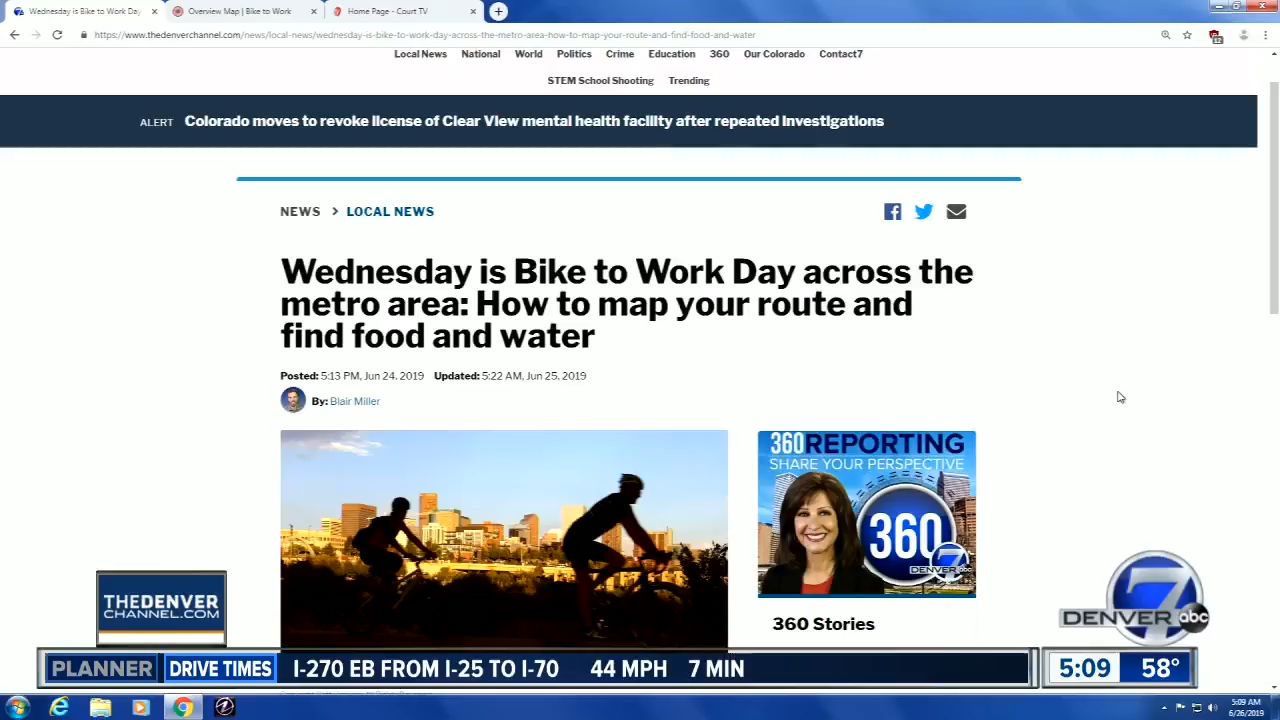 Wednesday is Bike to Work Day
Overview Map | Bike to Work
Home Page - Court TV
https://www.thedenverchannel.com/news/local-news/wednesday-is-bike-to-work-day-across-the-metro-area-how-to-map-your-route-and-find-food-and-water
Local News National World Politics Crime Education 360 Our Colorado Contact7
STEM School Shooting Trending
ALERT Colorado moves to revoke license of Clear View mental health facility after repeated investigations
NEWS > LOCAL NEWS
Wednesday is Bike to Work Day across the
metro area: How to map your route and
find food and water
Posted: 5:13 PM, Jun 24, 2019 Updated: 5:22 AM, Jun 25, 2019
By: Blair Miller
360 REPORTING
SHARE YOUR PERSPECTIVE
360
DENVER 7 abc
360 Stories
THEDENVER
CHANNEL.COM
DENVER 7 abc
PLANNER DRIVE TIMES I-270 EB FROM I-25 TO I-70 44 MPH 7 MIN 5:09 58°
5:09 AM
6/26/2019